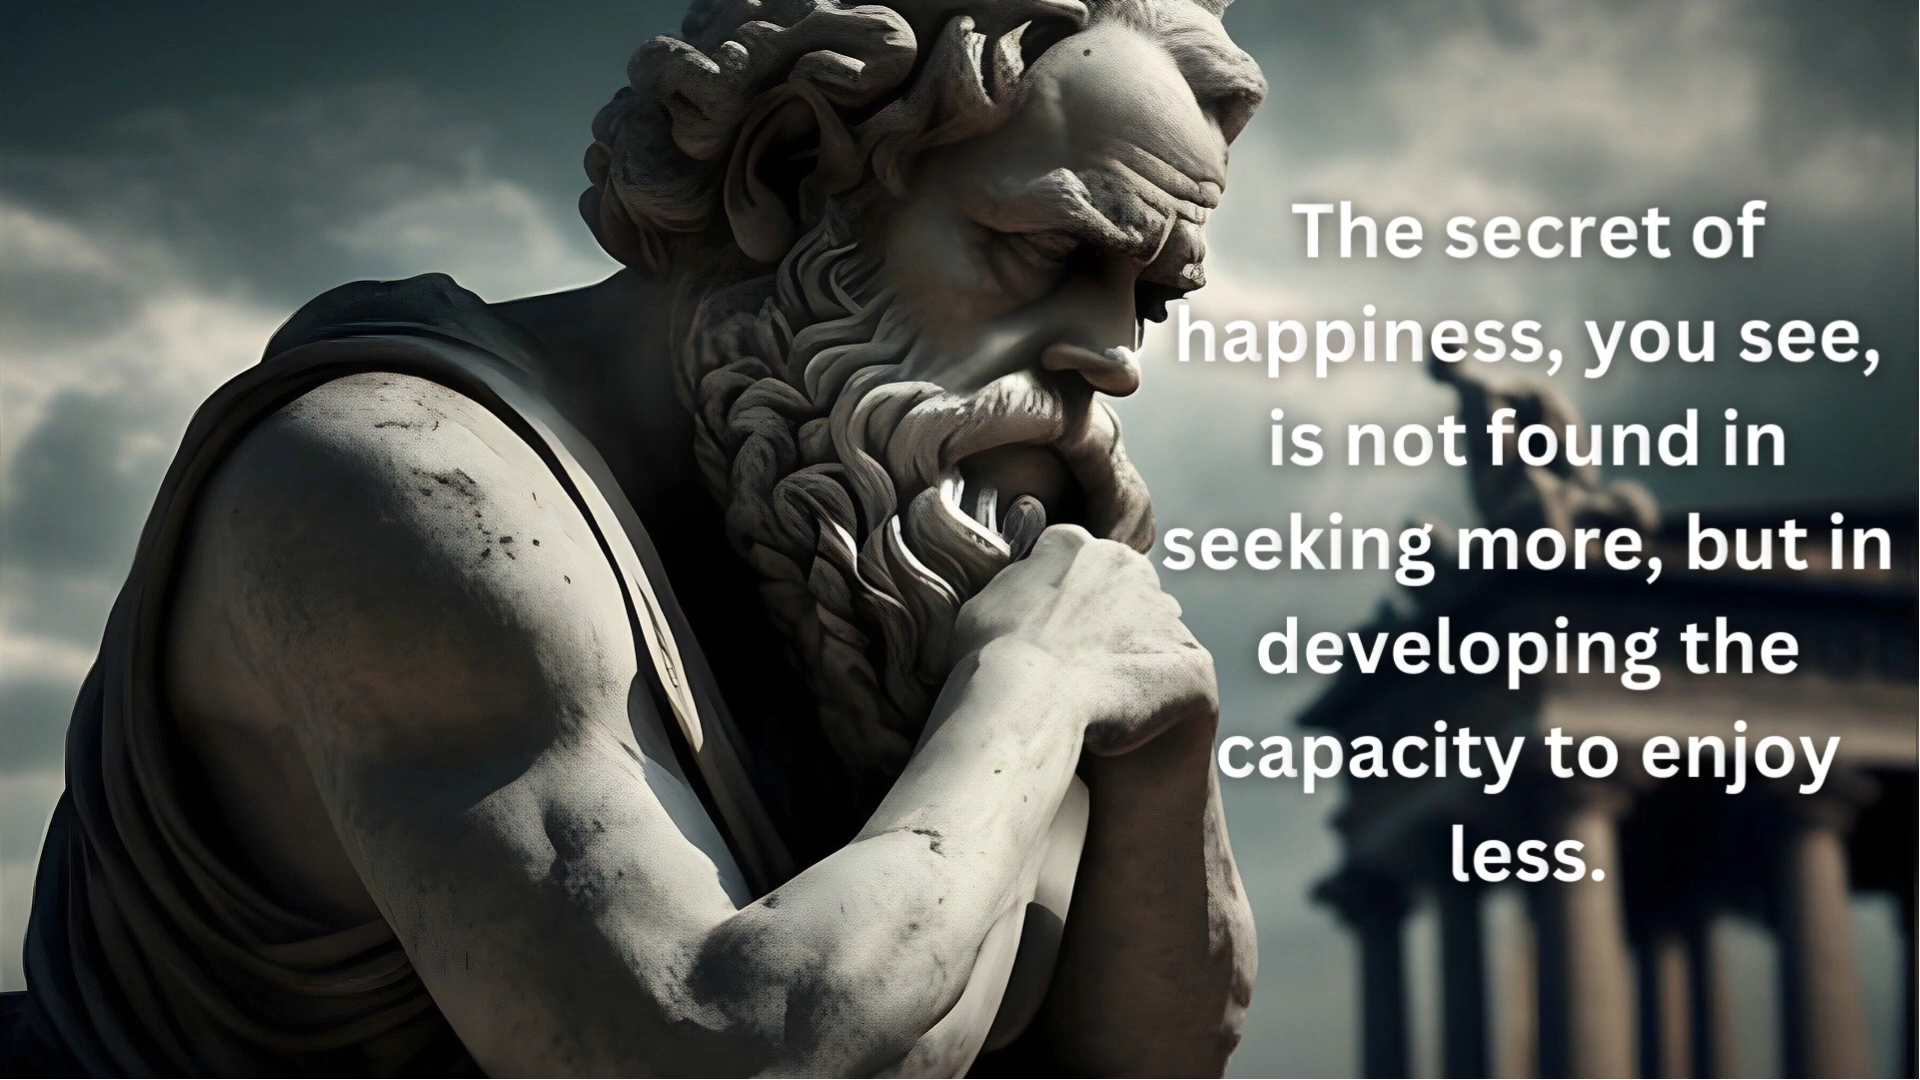 The secret of
happiness, you see,
is not found in
seeking more, but in
developing the
capacity to enjoy
less.